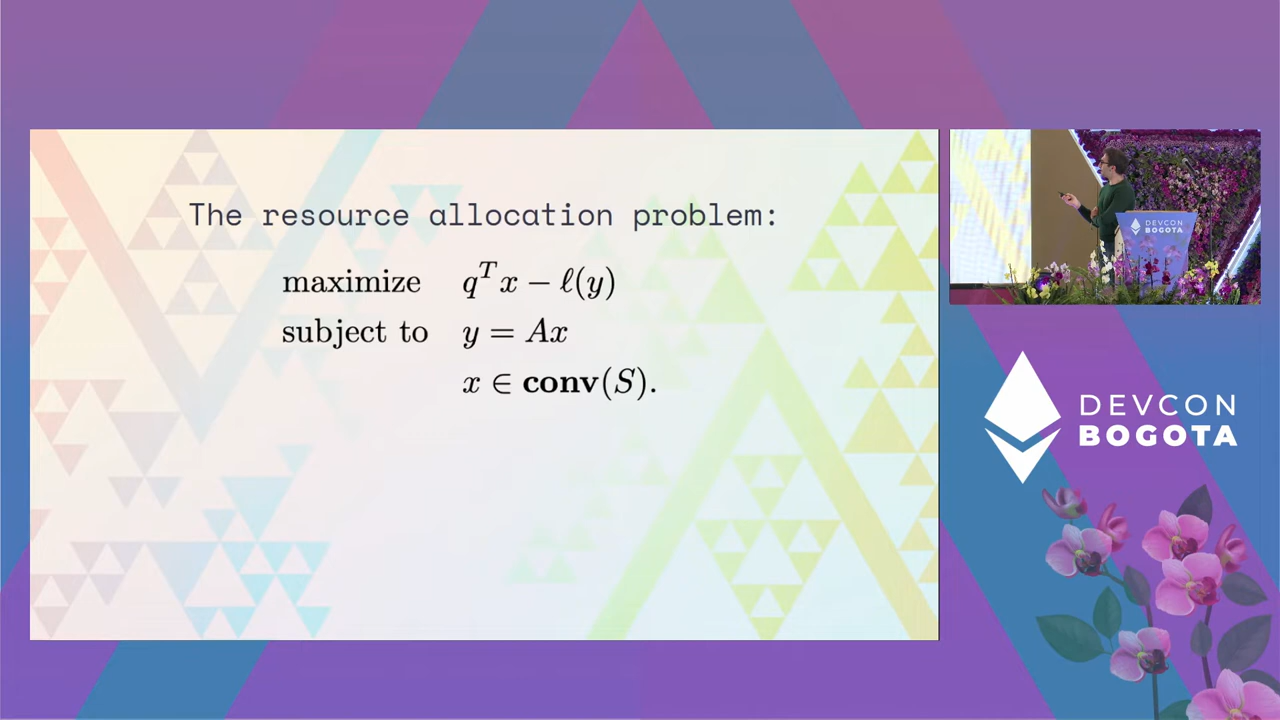 The resource allocation problem:
maximize q^T x − ℓ(y)
subject to y = Ax
x ∈ conv(S).
DEVCON
BOGOTA
DEVCON
BOGOTA